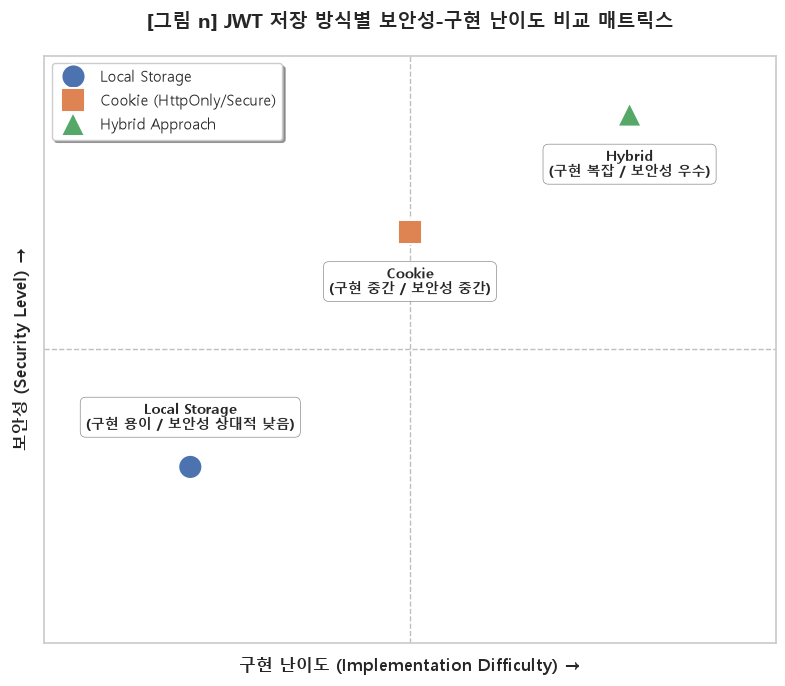 [그림 n] JWT 저장 방식별 보안성-구현 난이도 비교 매트릭스
Local Storage
Cookie (HttpOnly/Secure)
Hybrid Approach
Hybrid
(구현 복잡 / 보안성 우수)
Cookie
(구현 중간 / 보안성 중간)
Local Storage
(구현 용이 / 보안성 상대적 낮음)
보안성 (Security Level) →
구현 난이도 (Implementation Difficulty) →